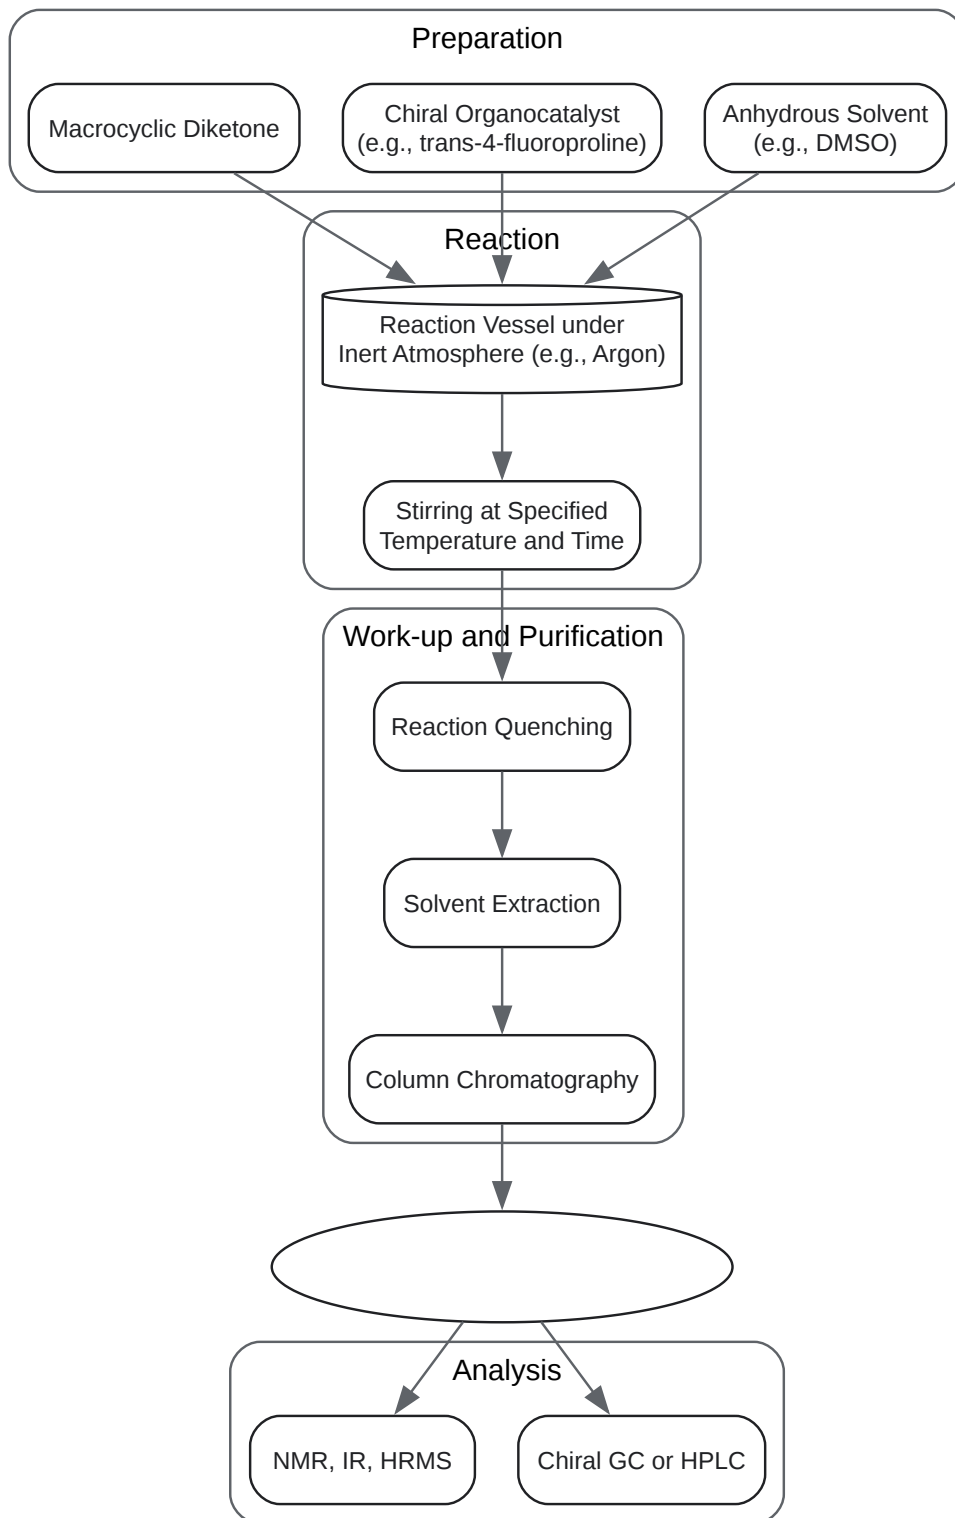 Preparation
Macrocyclic Diketone
Chiral Organocatalyst
(e.g., trans-4-fluoroproline)
Anhydrous Solvent
(e.g., DMSO)
Reaction
Reaction Vessel under
Inert Atmosphere (e.g., Argon)
Stirring at Specified
Temperature and Time
Work-up and Purification
Reaction Quenching
Solvent Extraction
Column Chromatography
Analysis
NMR, IR, HRMS
Chiral GC or HPLC